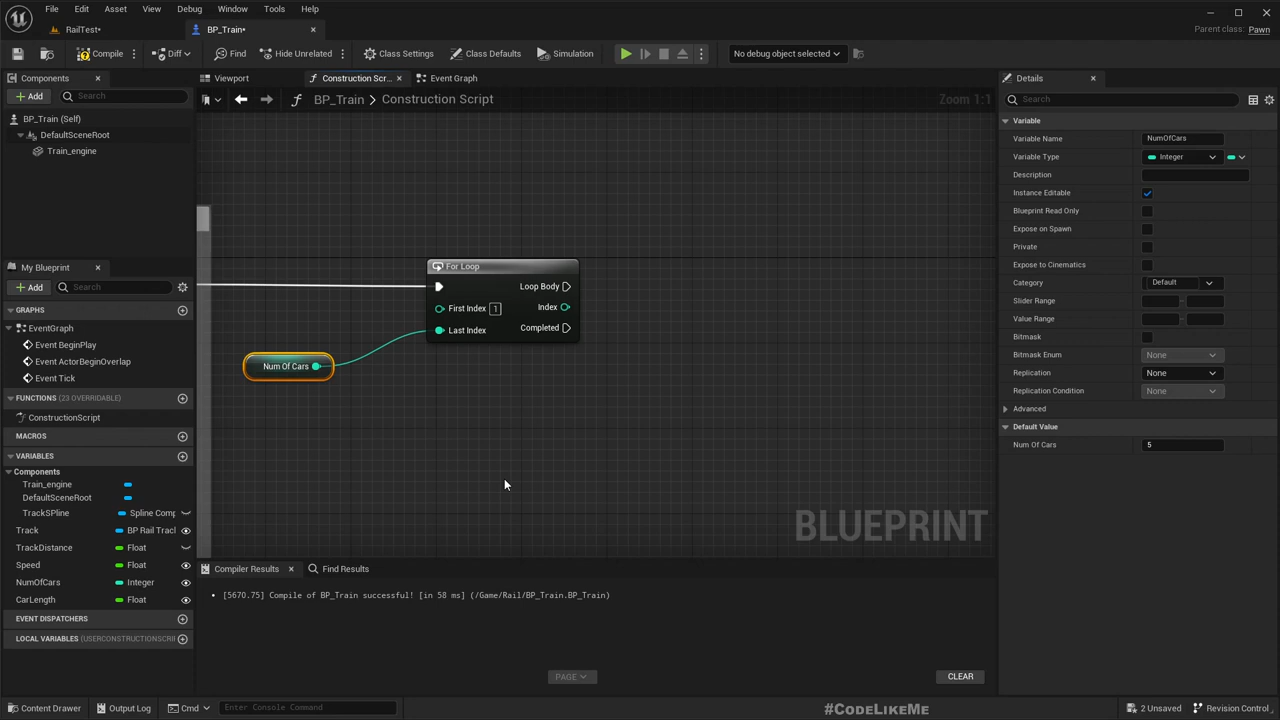 File Edit Asset View Debug Window Tools Help
RailTest•
BP_Train•
Parent class: Pawn
Compile Diff Find Hide Unrelated Class Settings Class Defaults Simulation No debug object selected
Components
Viewport
Construction Scr...
Event Graph
Details
Add Search
BP_Train > Construction Script
Zoom 1:1
Search
BP_Train (Self)
DefaultSceneRoot
Train_engine
Variable
Variable Name NumOfCars
Variable Type Integer
Description
Instance Editable
Blueprint Read Only
Expose on Spawn
Private
Expose to Cinematics
Category Default
Slider Range
Value Range
Bitmask
Bitmask Enum None
Replication None
Replication Condition None
Advanced
Default Value
Num Of Cars 5
For Loop
Loop Body
First Index 1
Index
Last Index
Completed
Num Of Cars
BLUEPRINT
My Blueprint
Add Search
GRAPHS
EventGraph
Event BeginPlay
Event ActorBeginOverlap
Event Tick
FUNCTIONS (23 OVERRIDABLE)
ConstructionScript
MACROS
VARIABLES
Components
Train_engine
DefaultSceneRoot
TrackSPline Spline Comp
Track BP Rail Tracl
TrackDistance Float
Speed Float
NumOfCars Integer
CarLength Float
EVENT DISPATCHERS
LOCAL VARIABLES (USERCONSTRUCTIONSCRI
Compiler Results
Find Results
[5670.75] Compile of BP_Train successful! [in 58 ms] (/Game/Rail/BP_Train.BP_Train)
PAGE
CLEAR
Content Drawer Output Log Cmd Enter Console Command
#CODELIKEME
2 Unsaved Revision Control